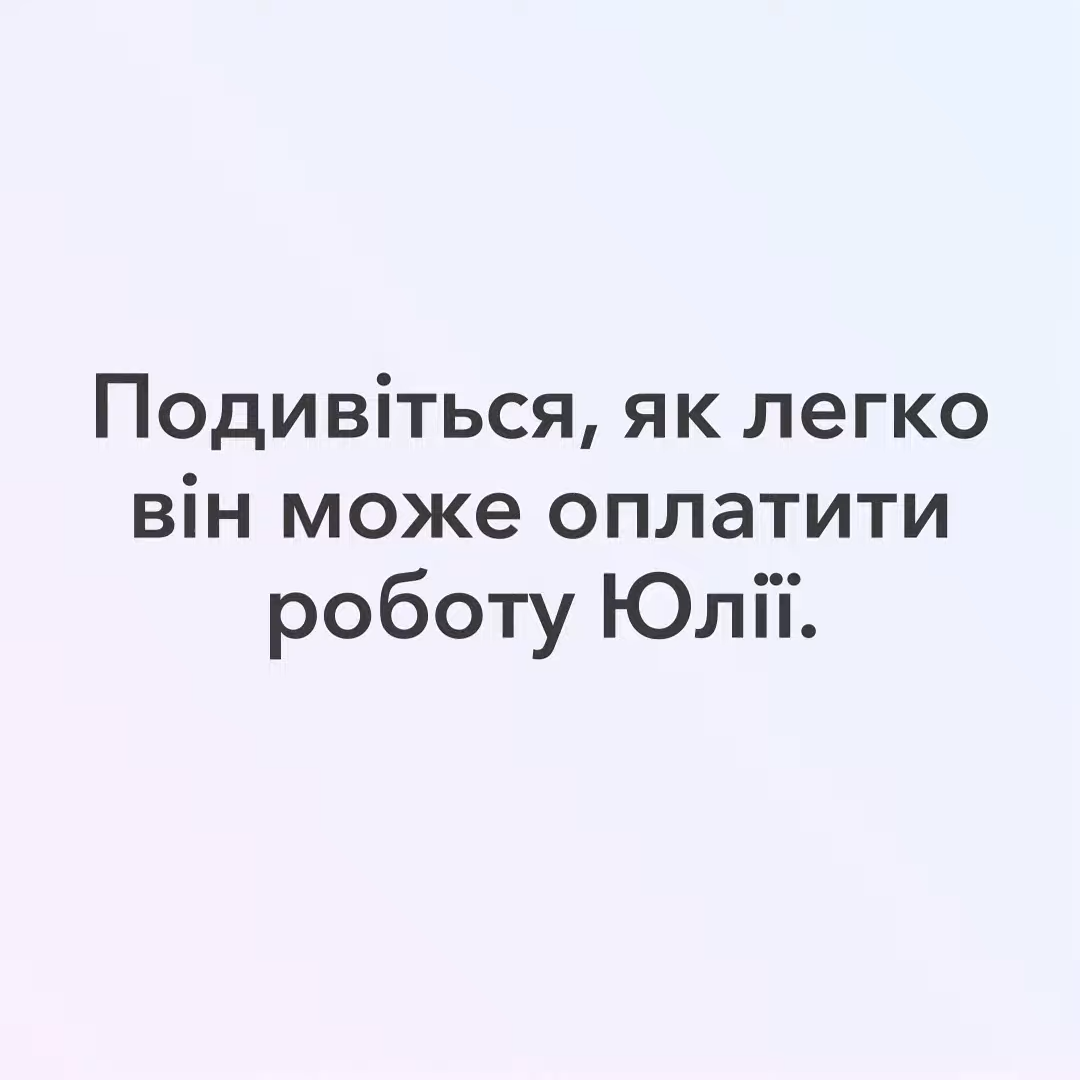 Подивіться, як легко
він може оплатити
роботу Юлії.